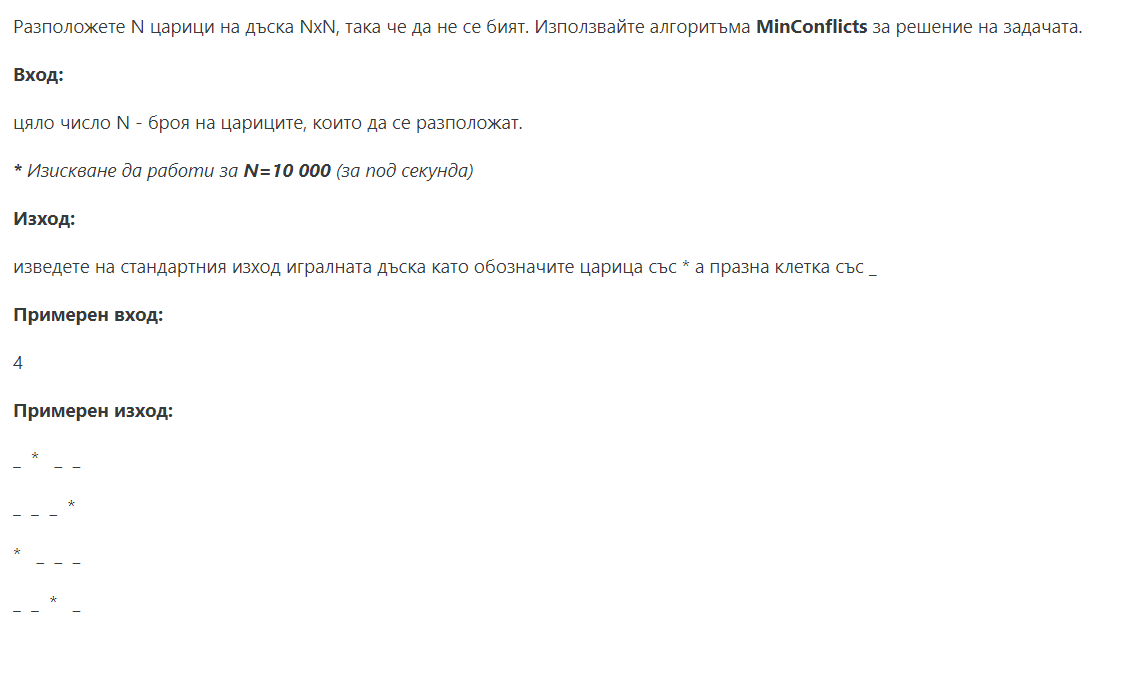 Разположете N царици на дъска NxN, така че да не се бият. Използвайте алгоритъма MinConflicts за решение на задачата.
Вход:
цяло число N - броя на цариците, които да се разположат.
* Изискване да работи за N=10 000 (за под секунда)
Изход:
изведете на стандартния изход игралната дъска като обозначите царица със * а празна клетка със _
Примерен вход:
4
Примерен изход:
_ * _ _
_ _ _ *
* _ _ _
_ _ * _